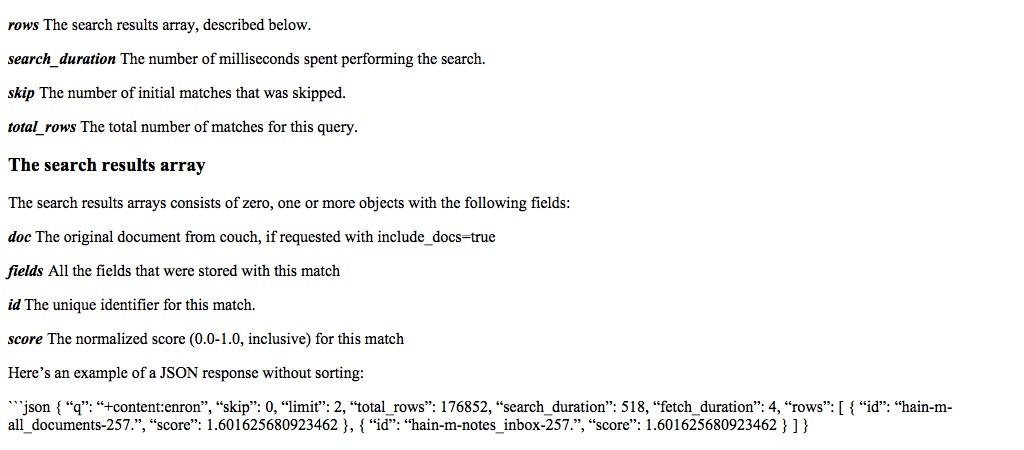 rows The search results array, described below.
search_duration The number of milliseconds spent performing the search.
skip The number of initial matches that was skipped.
total_rows The total number of matches for this query.
The search results array
The search results arrays consists of zero, one or more objects with the following fields:
doc The original document from couch, if requested with include_docs=true
fields All the fields that were stored with this match
id The unique identifier for this match.
score The normalized score (0.0-1.0, inclusive) for this match
Here’s an example of a JSON response without sorting:
```json { “q”: “+content:enron”, “skip”: 0, “limit”: 2, “total_rows”: 176852, “search_duration”: 518, “fetch_duration”: 4, “rows”: [ { “id”: “hain-m-
all_documents-257.”, “score”: 1.601625680923462 }, { “id”: “hain-m-notes_inbox-257.”, “score”: 1.601625680923462 } ] }